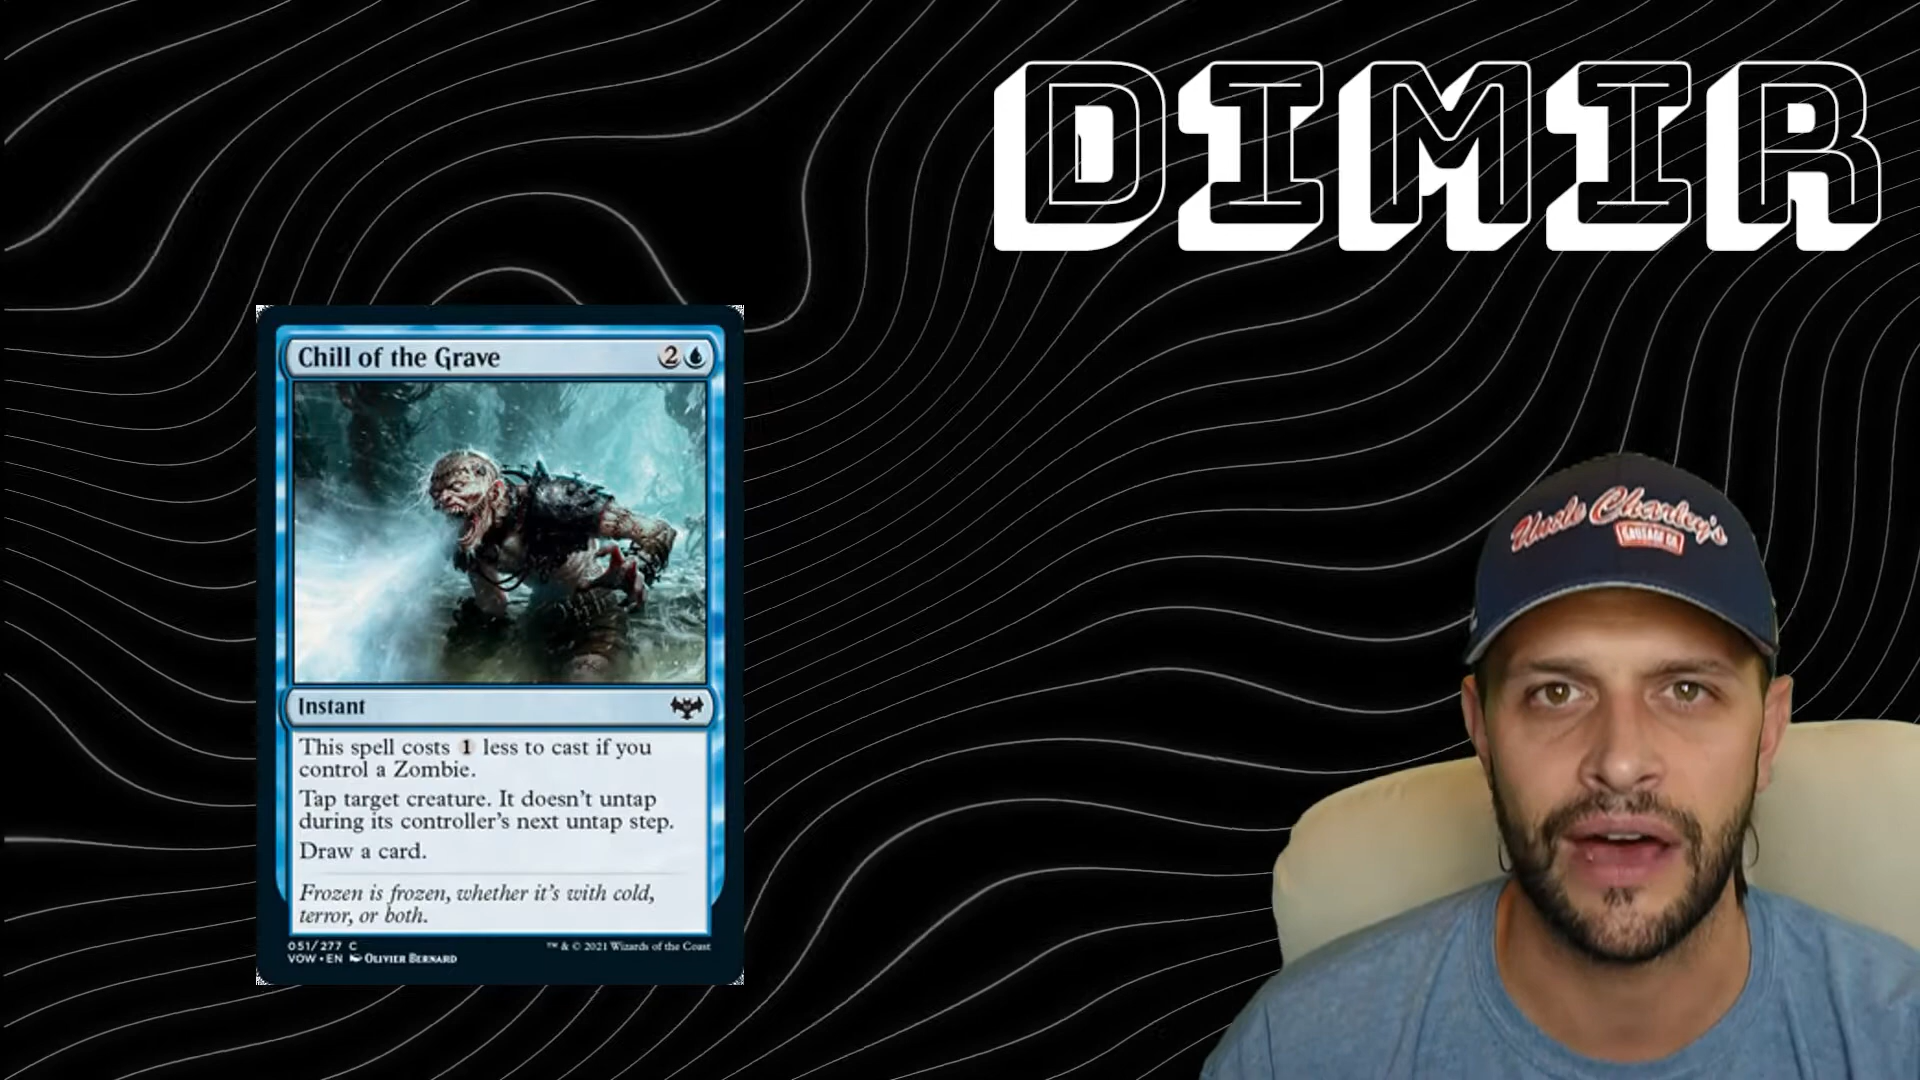 DIMIR
Chill of the Grave 2
Instant
This spell costs 1 less to cast if you
control a Zombie.
Tap target creature. It doesn't untap
during its controller's next untap step.
Draw a card.
Frozen is frozen, whether it's with cold,
terror, or both.
051/277 C
™ & © 2021 Wizards of the Coast
VOW • EN Olivier Bernard
Uncle Charley's
SAUSAGE CO.